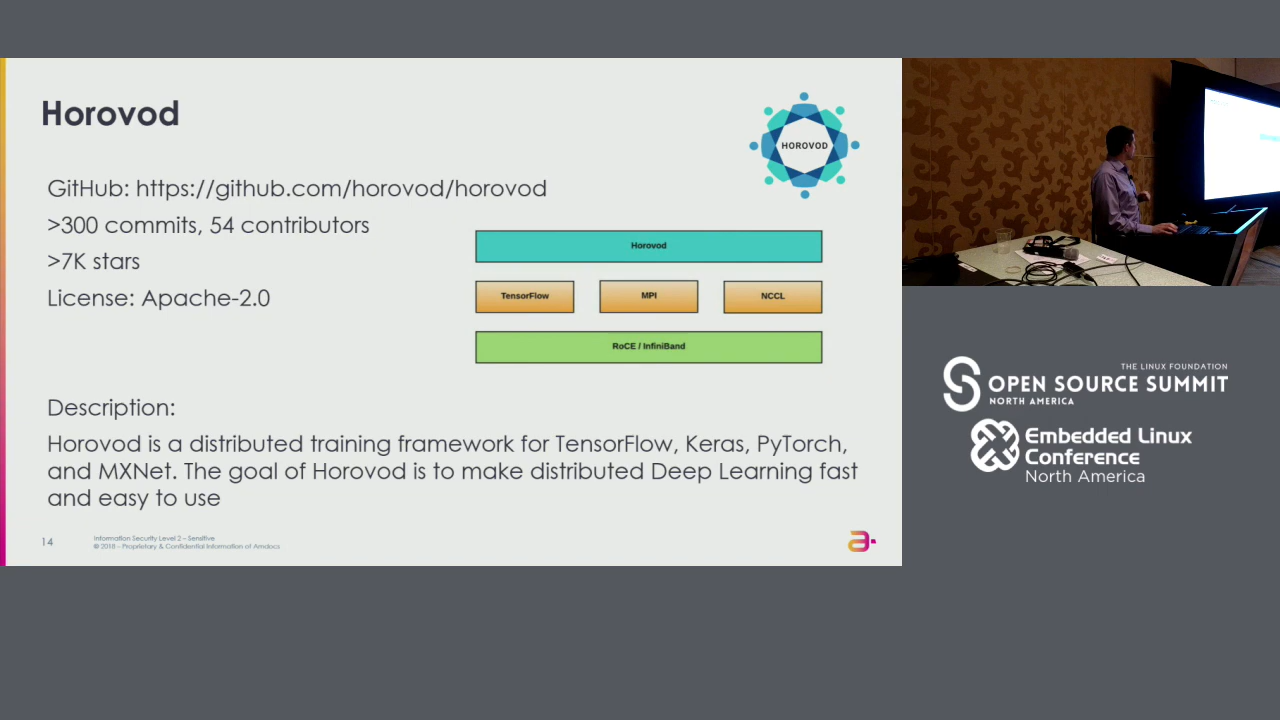 Horovod
HOROVOD
GitHub: https://github.com/horovod/horovod
>300 commits, 54 contributors
>7K stars
License: Apache-2.0
Horovod
TensorFlow
MPI
NCCL
RoCE / InfiniBand
Description:
Horovod is a distributed training framework for TensorFlow, Keras, PyTorch,
and MXNet. The goal of Horovod is to make distributed Deep Learning fast
and easy to use
14
Information Security Level 2 – Sensitive
© 2018 – Proprietary & Confidential Information of Amdocs
THE LINUX FOUNDATION
OPEN SOURCE SUMMIT
NORTH AMERICA
Embedded Linux
Conference
North America